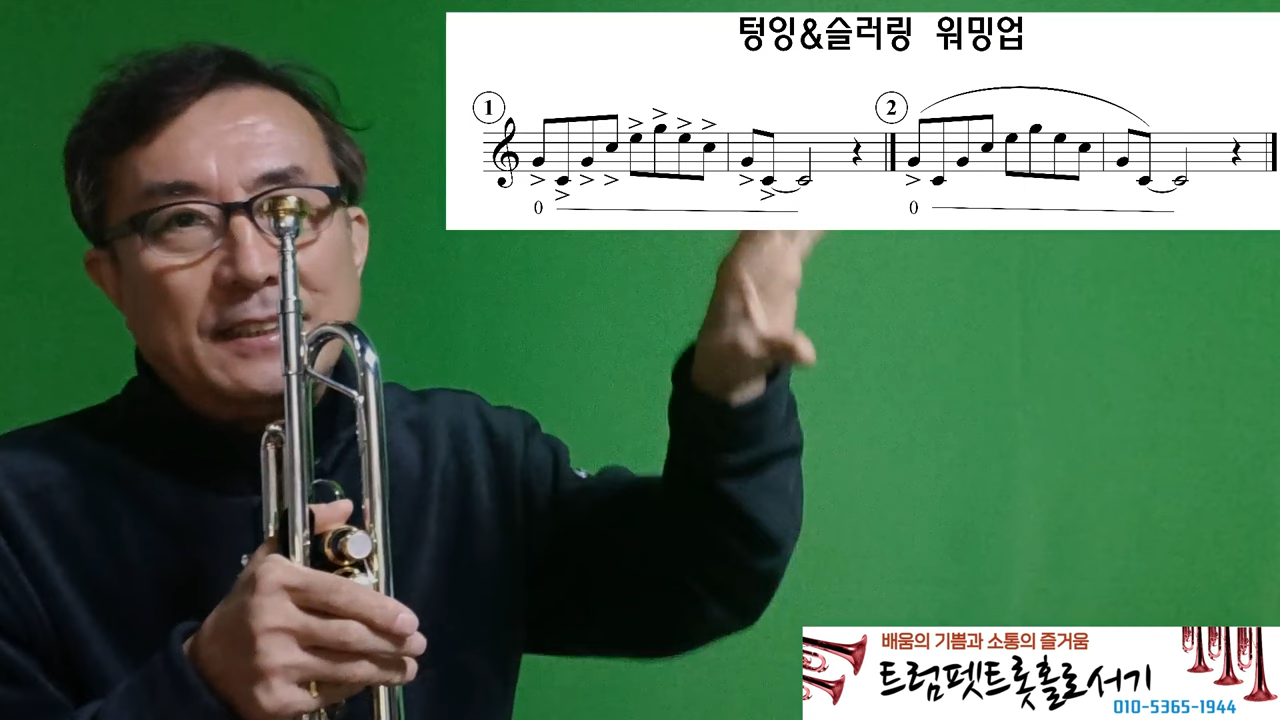 텅잉&슬러링 워밍업
1
2
0
0
배움의 기쁨과 소통의 즐거움
트럼펫트롯홀로서기
010-5365-1944